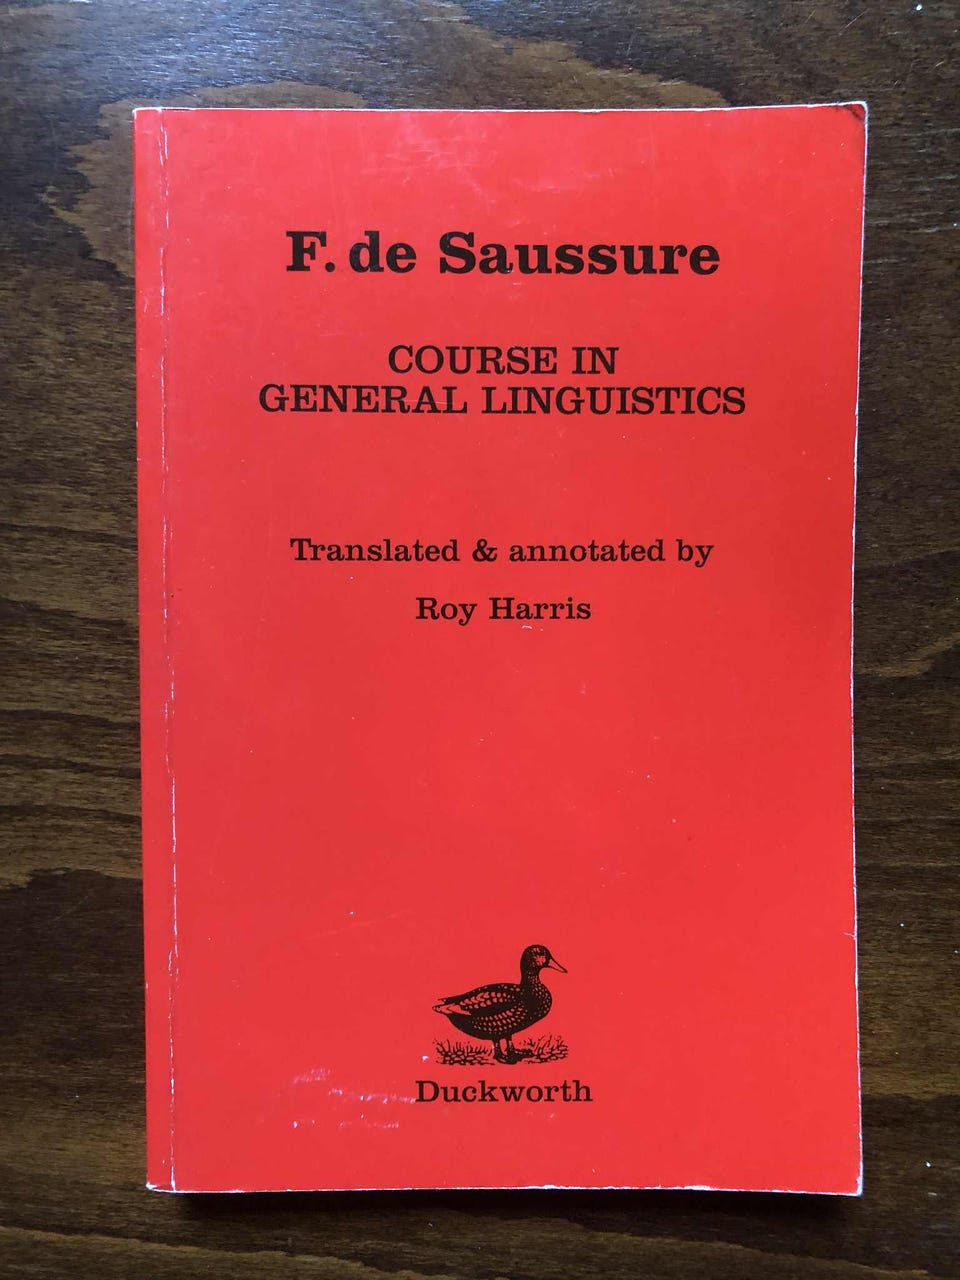 F. de Saussure
COURSE IN
GENERAL LINGUISTICS
Translated & annotated by
Roy Harris
Duckworth